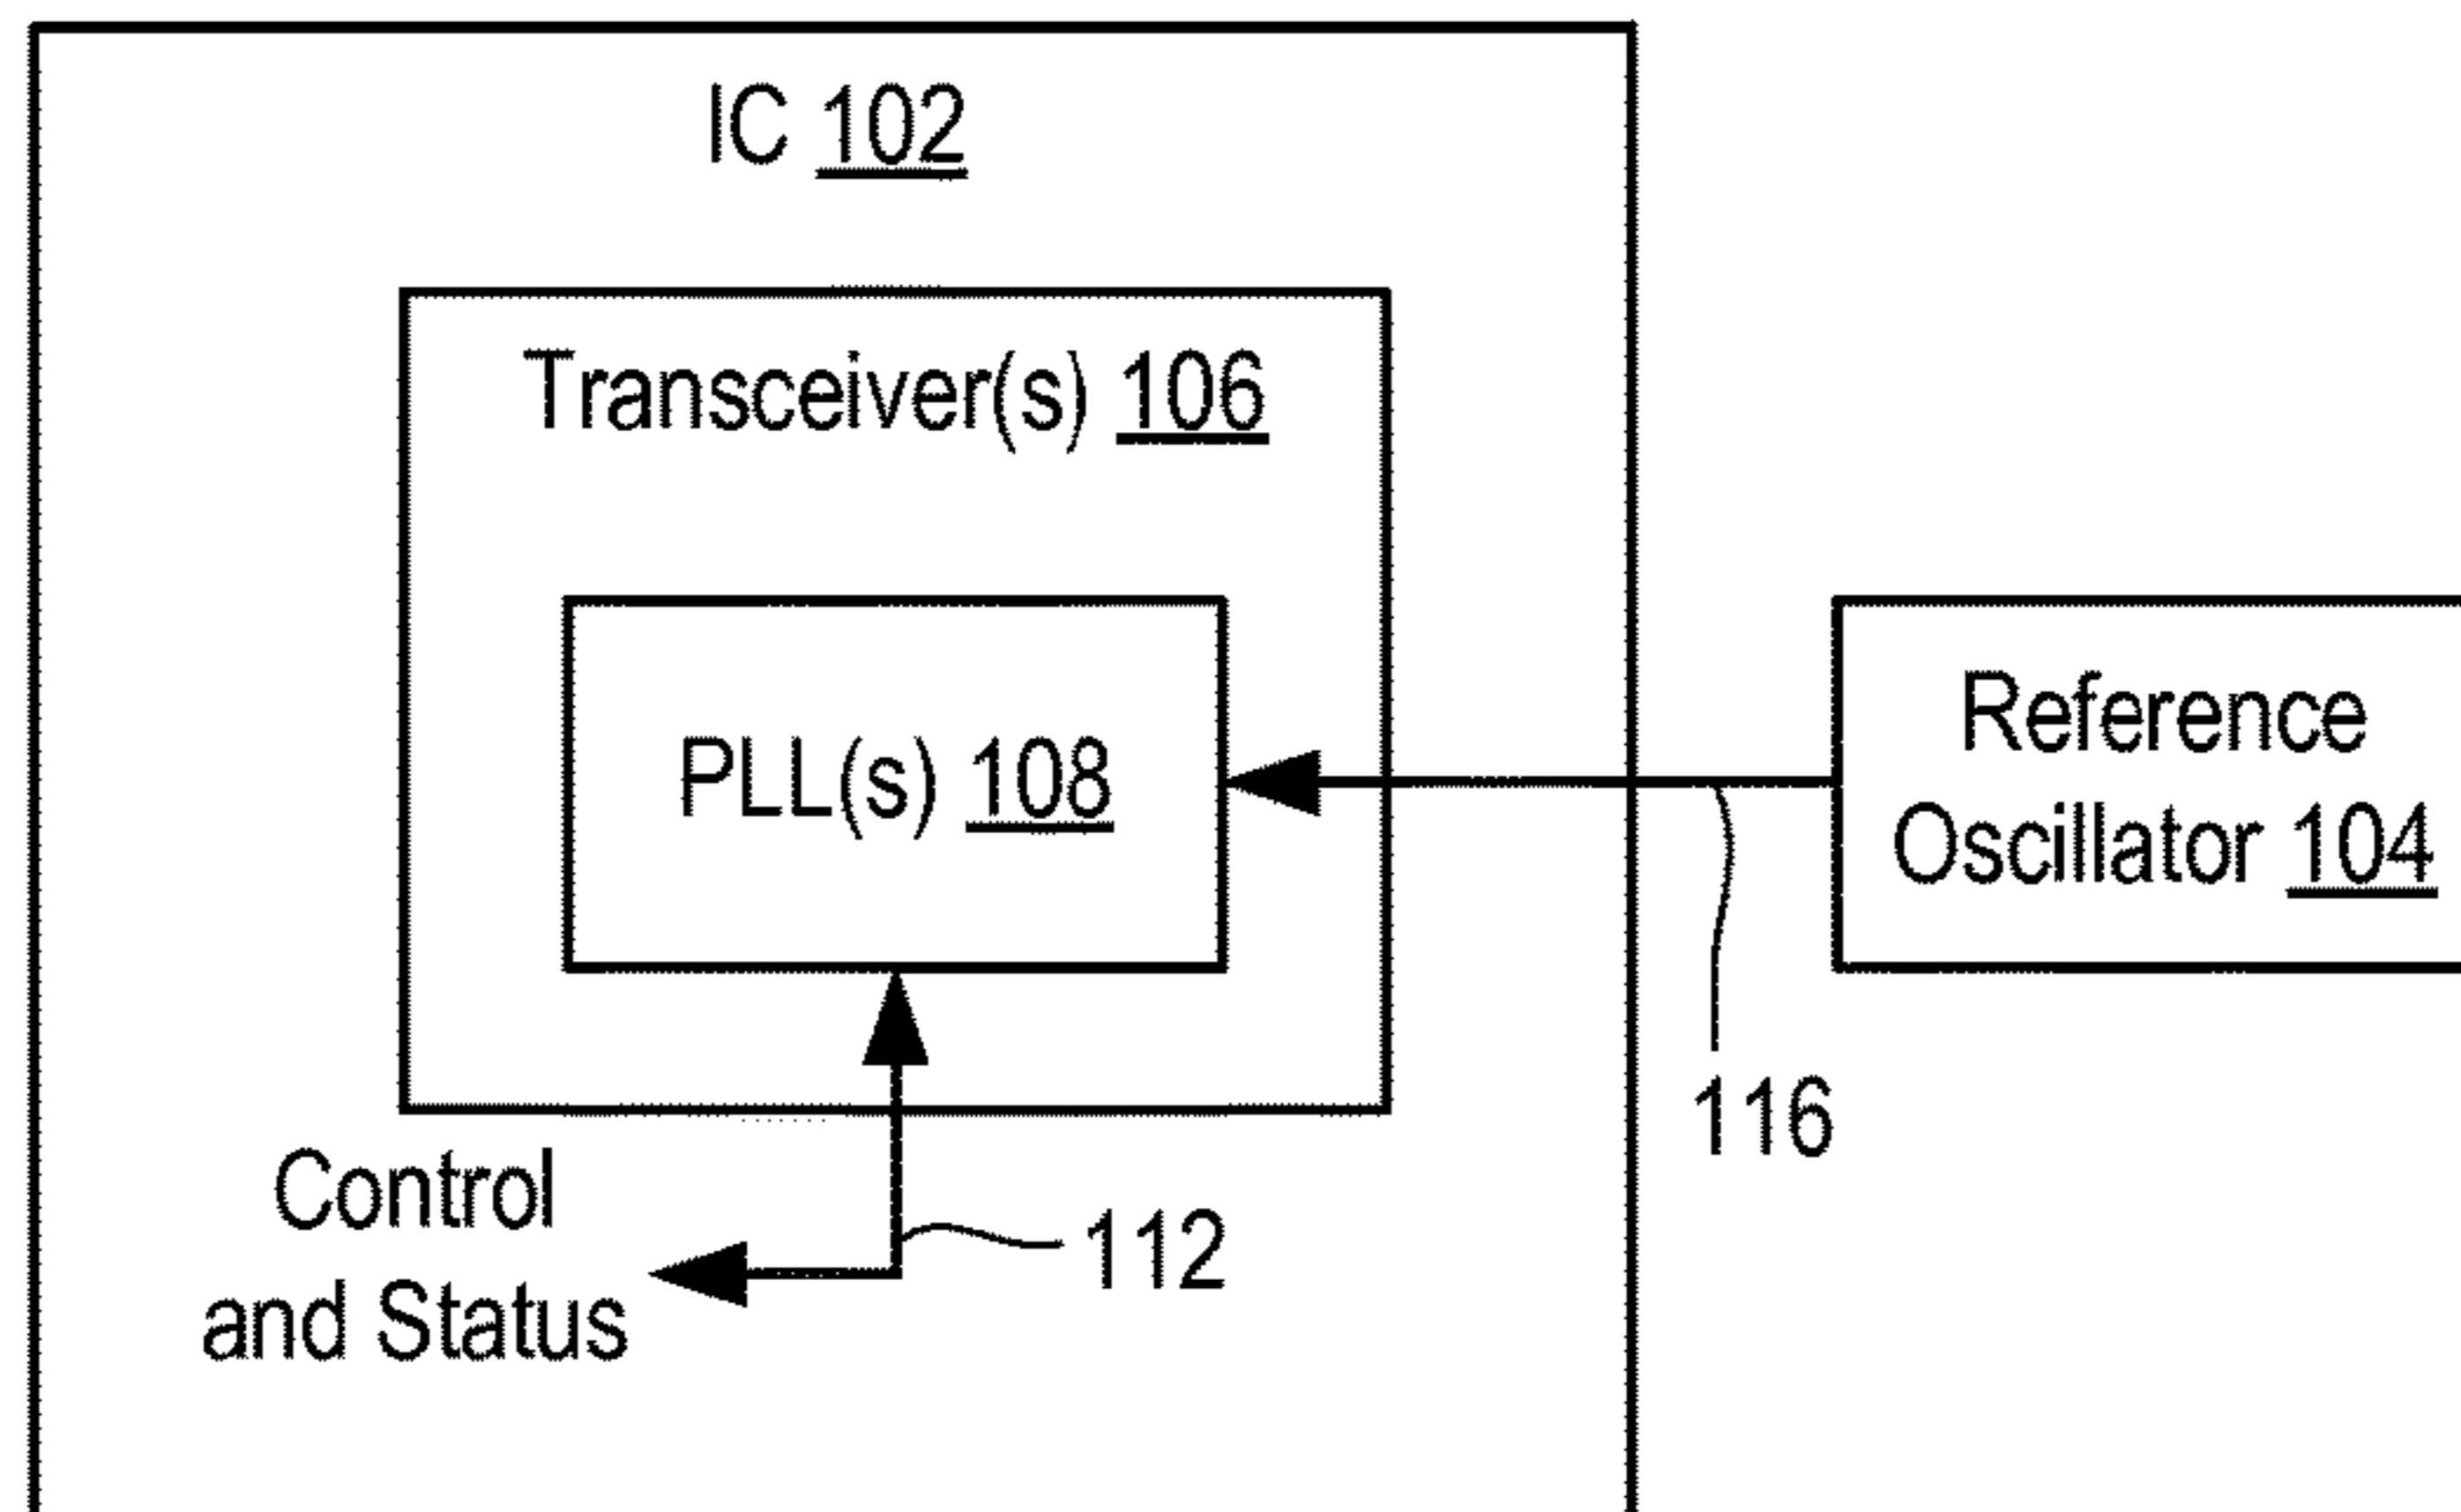 IC 102
Transceiver(s) 106
PLL(s) 108
Reference
Oscillator 104
116
Control
and Status
112